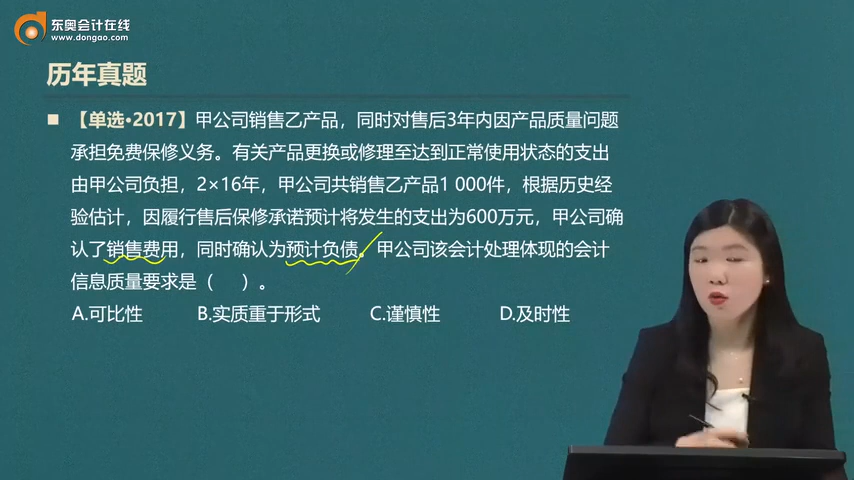 东奥会计在线
www.dongao.com
历年真题
【单选•2017】甲公司销售乙产品，同时对售后3年内因产品质量问题
承担免费保修义务。有关产品更换或修理至达到正常使用状态的支出
由甲公司负担，2×16年，甲公司共销售乙产品1 000件，根据历史经
验估计，因履行售后保修承诺预计将发生的支出为600万元，甲公司确
认了销售费用，同时确认为预计负债。甲公司该会计处理体现的会计
信息质量要求是（ ）。
A.可比性 B.实质重于形式 C.谨慎性 D.及时性